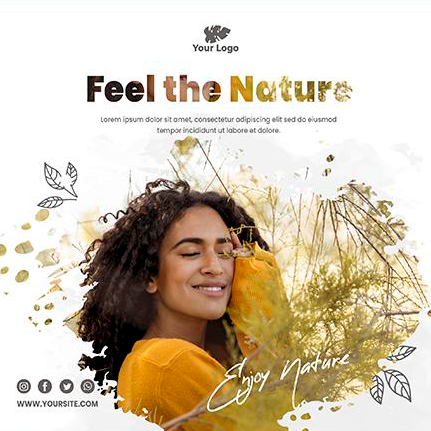 Your Logo
Feel the Nature
Lorem ipsum dolor sit amet, consectetur adipiscing elit sed do eiusmod
tempor incididunt ut labore et dolore.
Enjoy Nature
WWW.YOURSITE.COM